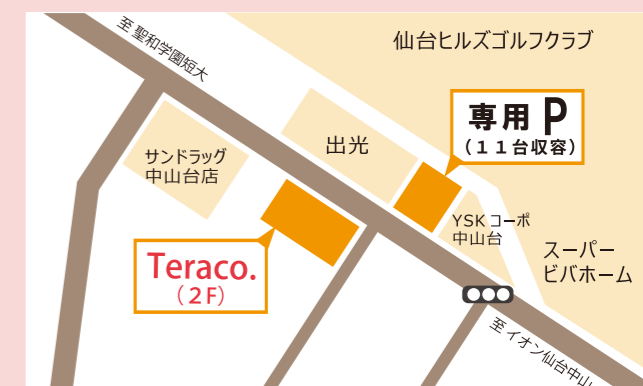 至 聖和学園短大
仙台ヒルズゴルフクラブ
専用 P
（１１台収容）
出光
サンドラッグ
中山台店
YSK コーポ
中山台
スーパー
ビバホーム
Teraco.
（２F）
至 イオン仙台中山